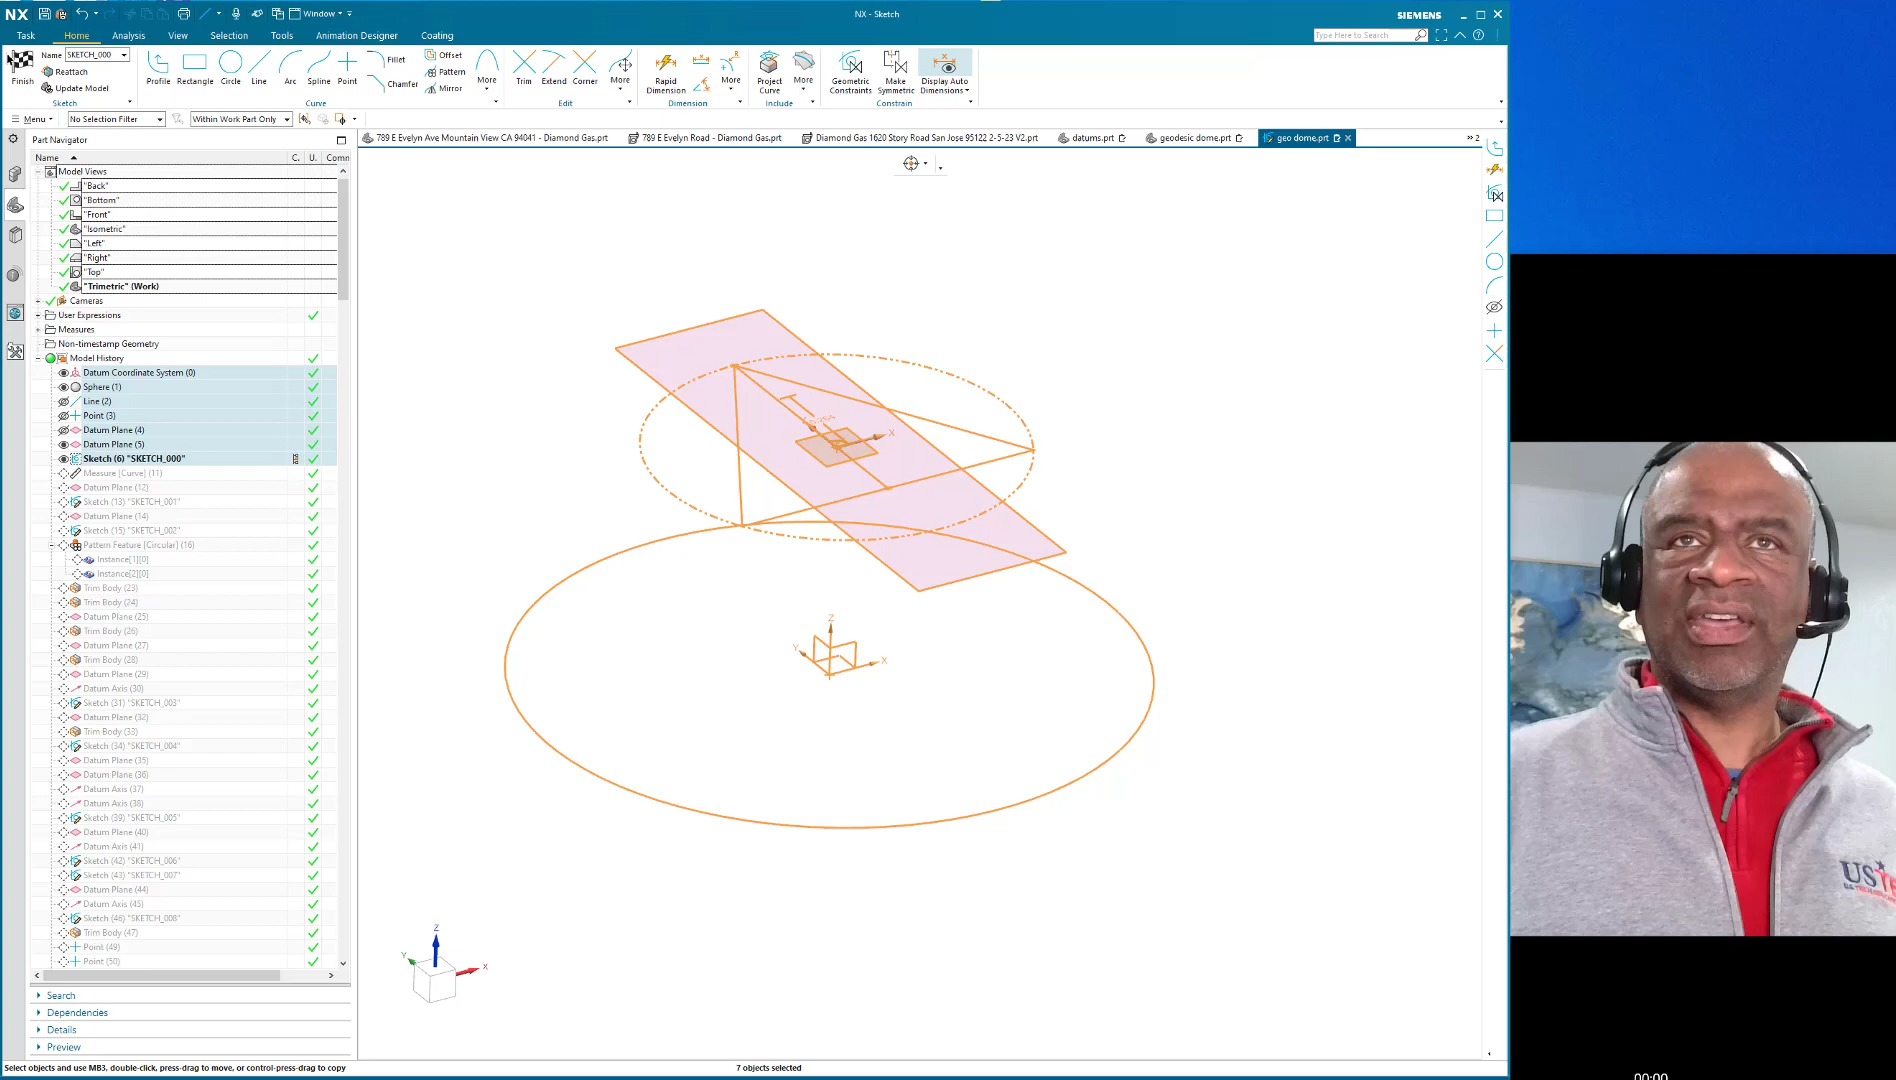 NX
Window
NX - Sketch
SIEMENS
Task
Home
Analysis
View
Selection
Tools
Animation Designer
Coating
Type Here to Search
Finish
Name
SKETCH_000
Reattach
Update Model
Sketch
Profile
Rectangle
Circle
Line
Arc
Spline
Point
Fillet
Chamfer
Offset
Pattern
Mirror
More
Curve
Trim
Extend
Corner
More
Edit
Rapid
Dimension
More
Dimension
Project
Curve
More
Include
Geometric
Constraints
Make
Symmetric
Display Auto
Dimensions
Constrain
Menu
No Selection Filter
Within Work Part Only
Part Navigator
789 E Evelyn Ave Mountain View CA 94041 - Diamond Gas.prt
789 E Evelyn Road - Diamond Gas.prt
Diamond Gas 1620 Story Road San Jose 95122 2-5-23 V2.prt
datums.prt
geodesic dome.prt
geo dome.prt
2
Name
C.
U.
Comn
Model Views
"Back"
"Bottom"
"Front"
"Isometric"
"Left"
"Right"
"Top"
"Trimetric" (Work)
Cameras
User Expressions
Measures
Non-timestamp Geometry
Model History
Datum Coordinate System (0)
Sphere (1)
Line (2)
Point (3)
Datum Plane (4)
Datum Plane (5)
Sketch (6) "SKETCH_000"
Measure [Curve] (11)
Datum Plane (12)
Sketch (13) "SKETCH_001"
Datum Plane (14)
Sketch (15) "SKETCH_002"
Pattern Feature [Circular] (16)
Instance[1][0]
Instance[2][0]
Trim Body (23)
Trim Body (24)
Datum Plane (25)
Trim Body (26)
Datum Plane (27)
Trim Body (28)
Datum Plane (29)
Datum Axis (30)
Sketch (31) "SKETCH_003"
Datum Plane (32)
Trim Body (33)
Sketch (34) "SKETCH_004"
Datum Plane (35)
Datum Plane (36)
Datum Axis (37)
Datum Axis (38)
Sketch (39) "SKETCH_005"
Datum Plane (40)
Datum Axis (41)
Sketch (42) "SKETCH_006"
Sketch (43) "SKETCH_007"
Datum Plane (44)
Datum Axis (45)
Sketch (46) "SKETCH_008"
Trim Body (47)
Point (49)
Point (50)
Search
Dependencies
Details
Preview
X
Z
Y
X
Z
Y
X
US
Select objects and use MB3, double-click, press-drag to move, or control-press-drag to copy
7 objects selected
00:00